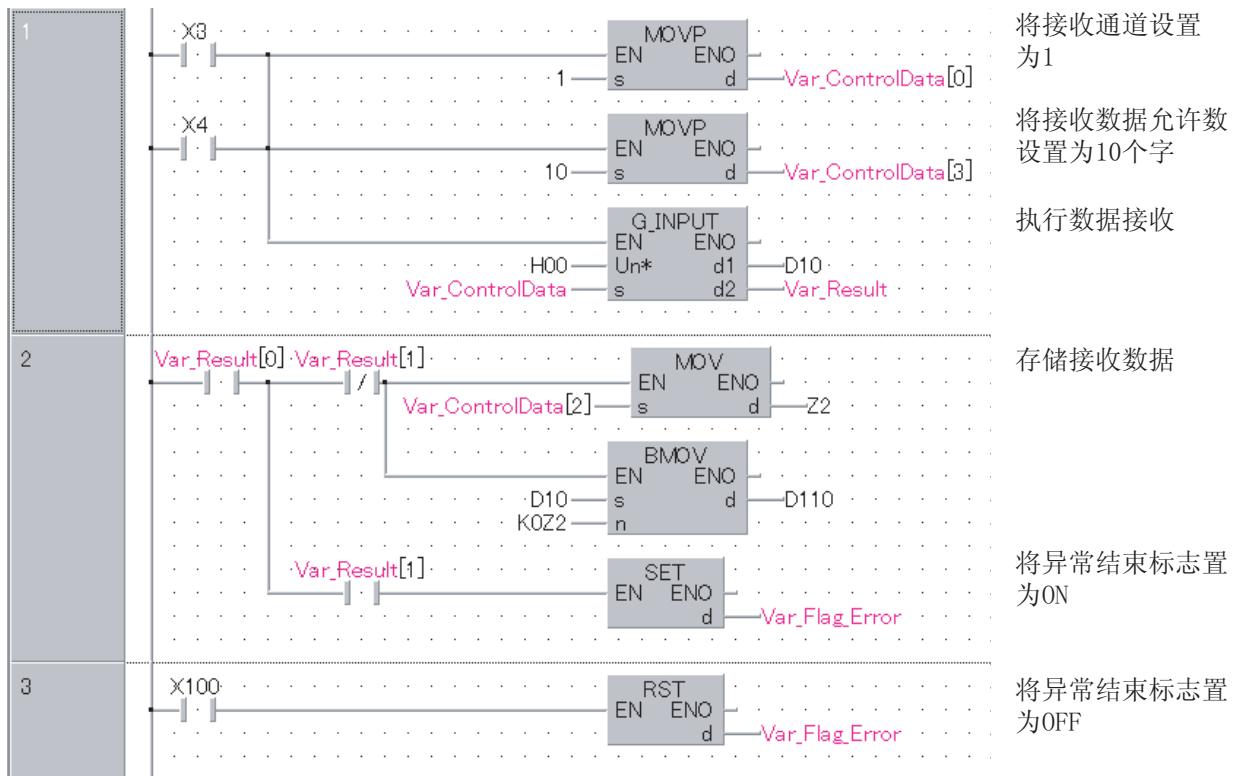 1
X3
MOVP
EN ENO
1 s d Var_ControlData[0]
将接收通道设置
为1
X4
MOVP
EN ENO
10 s d Var_ControlData[3]
将接收数据允许数
设置为10个字
G_INPUT
EN ENO
H00 Un* d1 D10
Var_ControlData s d2 Var_Result
执行数据接收
2
Var_Result[0] Var_Result[1]
MOV
EN ENO
Var_ControlData[2] s d Z2
存储接收数据
BMOV
EN ENO
D10 s d D110
K0Z2 n
Var_Result[1]
SET
EN ENO
d Var_Flag_Error
将异常结束标志置
为ON
3
X100
RST
EN ENO
d Var_Flag_Error
将异常结束标志置
为OFF